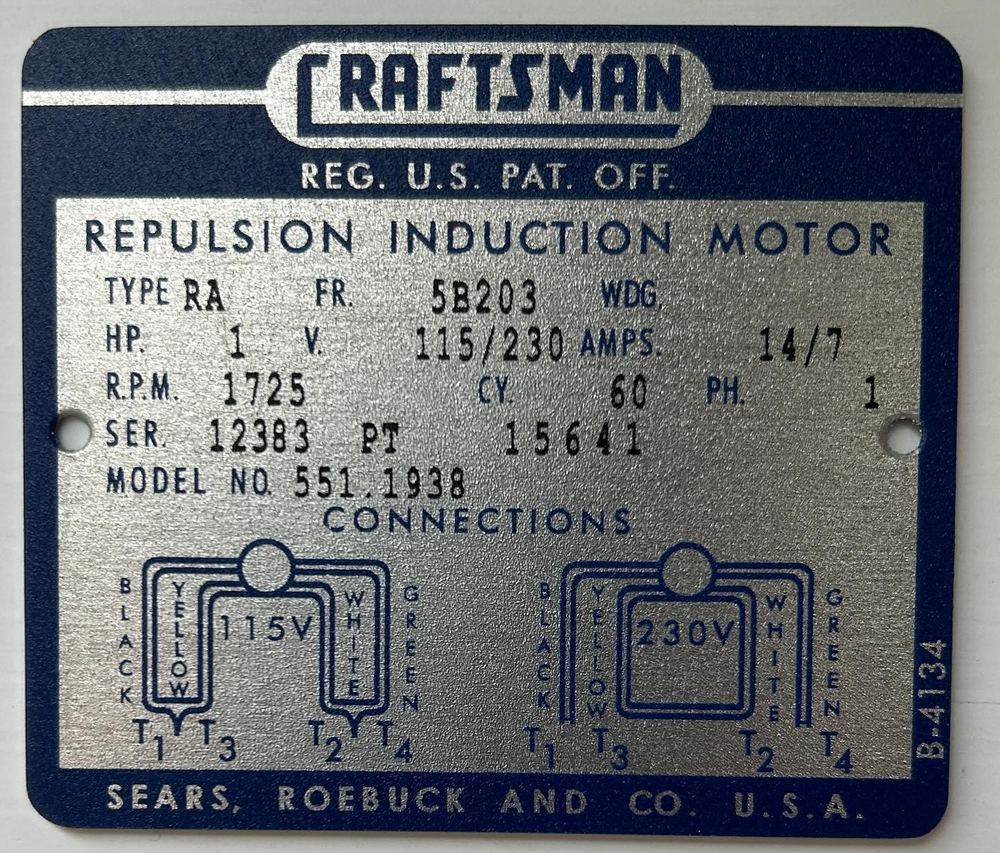 CRAFTSMAN
REG. U.S. PAT. OFF.
REPULSION INDUCTION MOTOR
TYPE RA FR. 5B203 WDG.
HP. 1 V. 115/230 AMPS. 14/7
R.P.M. 1725 CY. 60 PH. 1
SER. 12383 PT 15641
MODEL NO. 551.1938
CONNECTIONS
BLACK YELLOW 115V WHITE GREEN
T1 T3 T2 T4
BLACK YELLOW 230V WHITE GREEN
T1 T3 T2 T4
B-4134
SEARS, ROEBUCK AND CO. U.S.A.